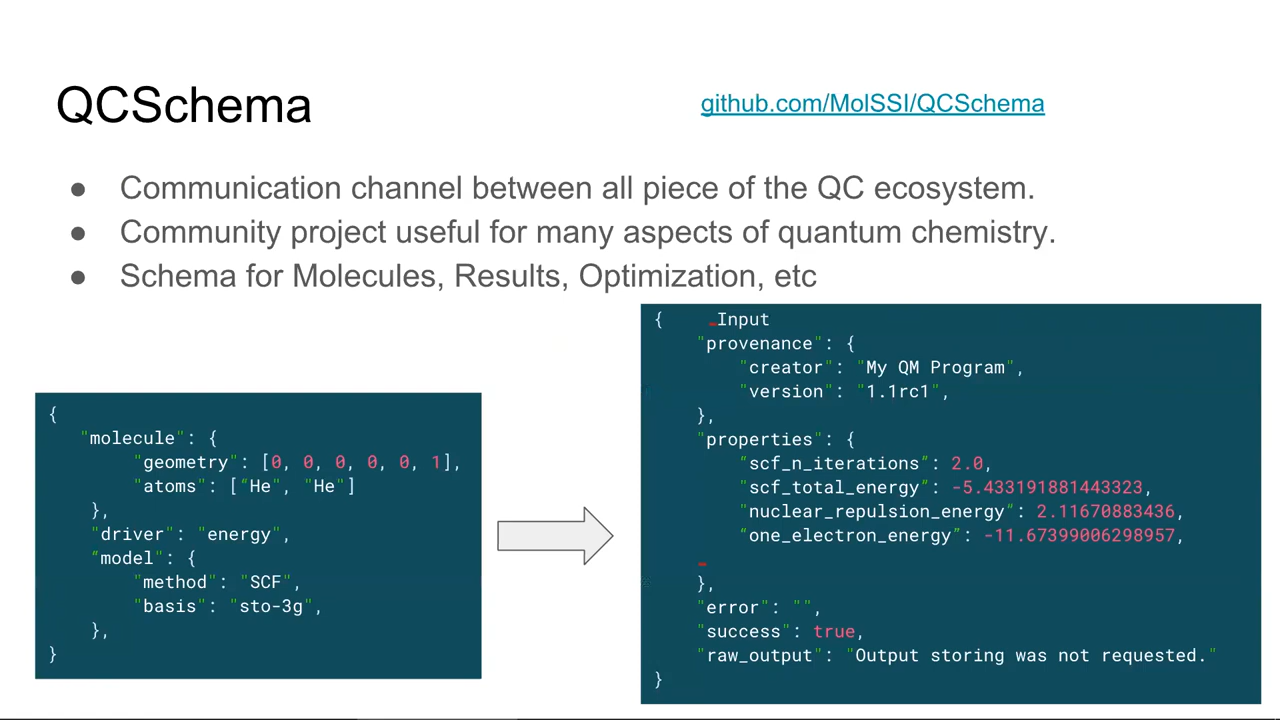 QCSchema
github.com/MolSSI/QCSchema
● Communication channel between all piece of the QC ecosystem.
● Community project useful for many aspects of quantum chemistry.
● Schema for Molecules, Results, Optimization, etc
{
"molecule": {
"geometry": [0, 0, 0, 0, 0, 1],
"atoms": ["He", "He"]
},
"driver": "energy",
“model": {
"method": "SCF",
"basis": "sto-3g",
},
}
{ Input
"provenance": {
"creator": "My QM Program",
"version": "1.1rc1",
},
"properties": {
“scf_n_iterations”: 2.0,
"scf_total_energy”: -5.433191881443323,
"nuclear_repulsion_energy": 2.11670883436,
“one_electron_energy”: -11.67399006298957,
},
"error": "",
"success": true,
"raw_output": "Output storing was not requested."
}